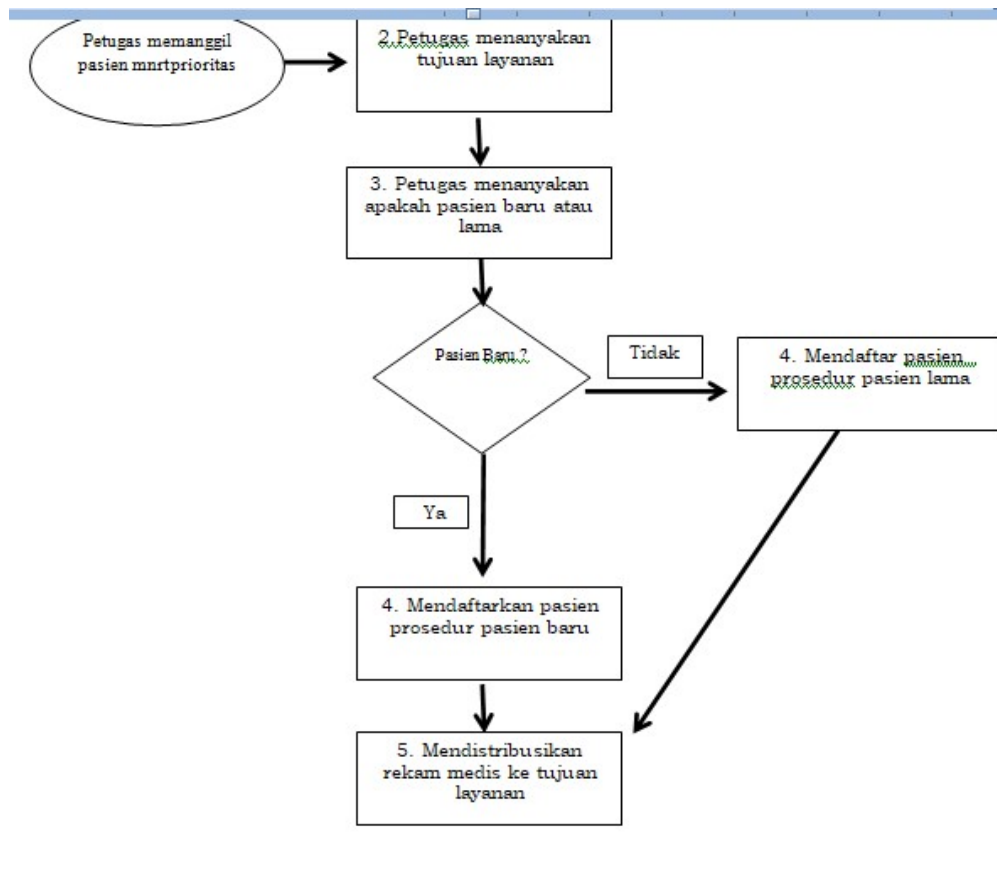 Petugas memanggil
pasien mnrtprioritas
2.Petugas menanyakan
tujuan layanan
3. Petugas menanyakan
apakah pasien baru atau
lama
Pasien Baru ?
Tidak
4. Mendaftar pasien
prosedur pasien lama
Ya
4. Mendaftarkan pasien
prosedur pasien baru
5. Mendistribusikan
rekam medis ke tujuan
layanan